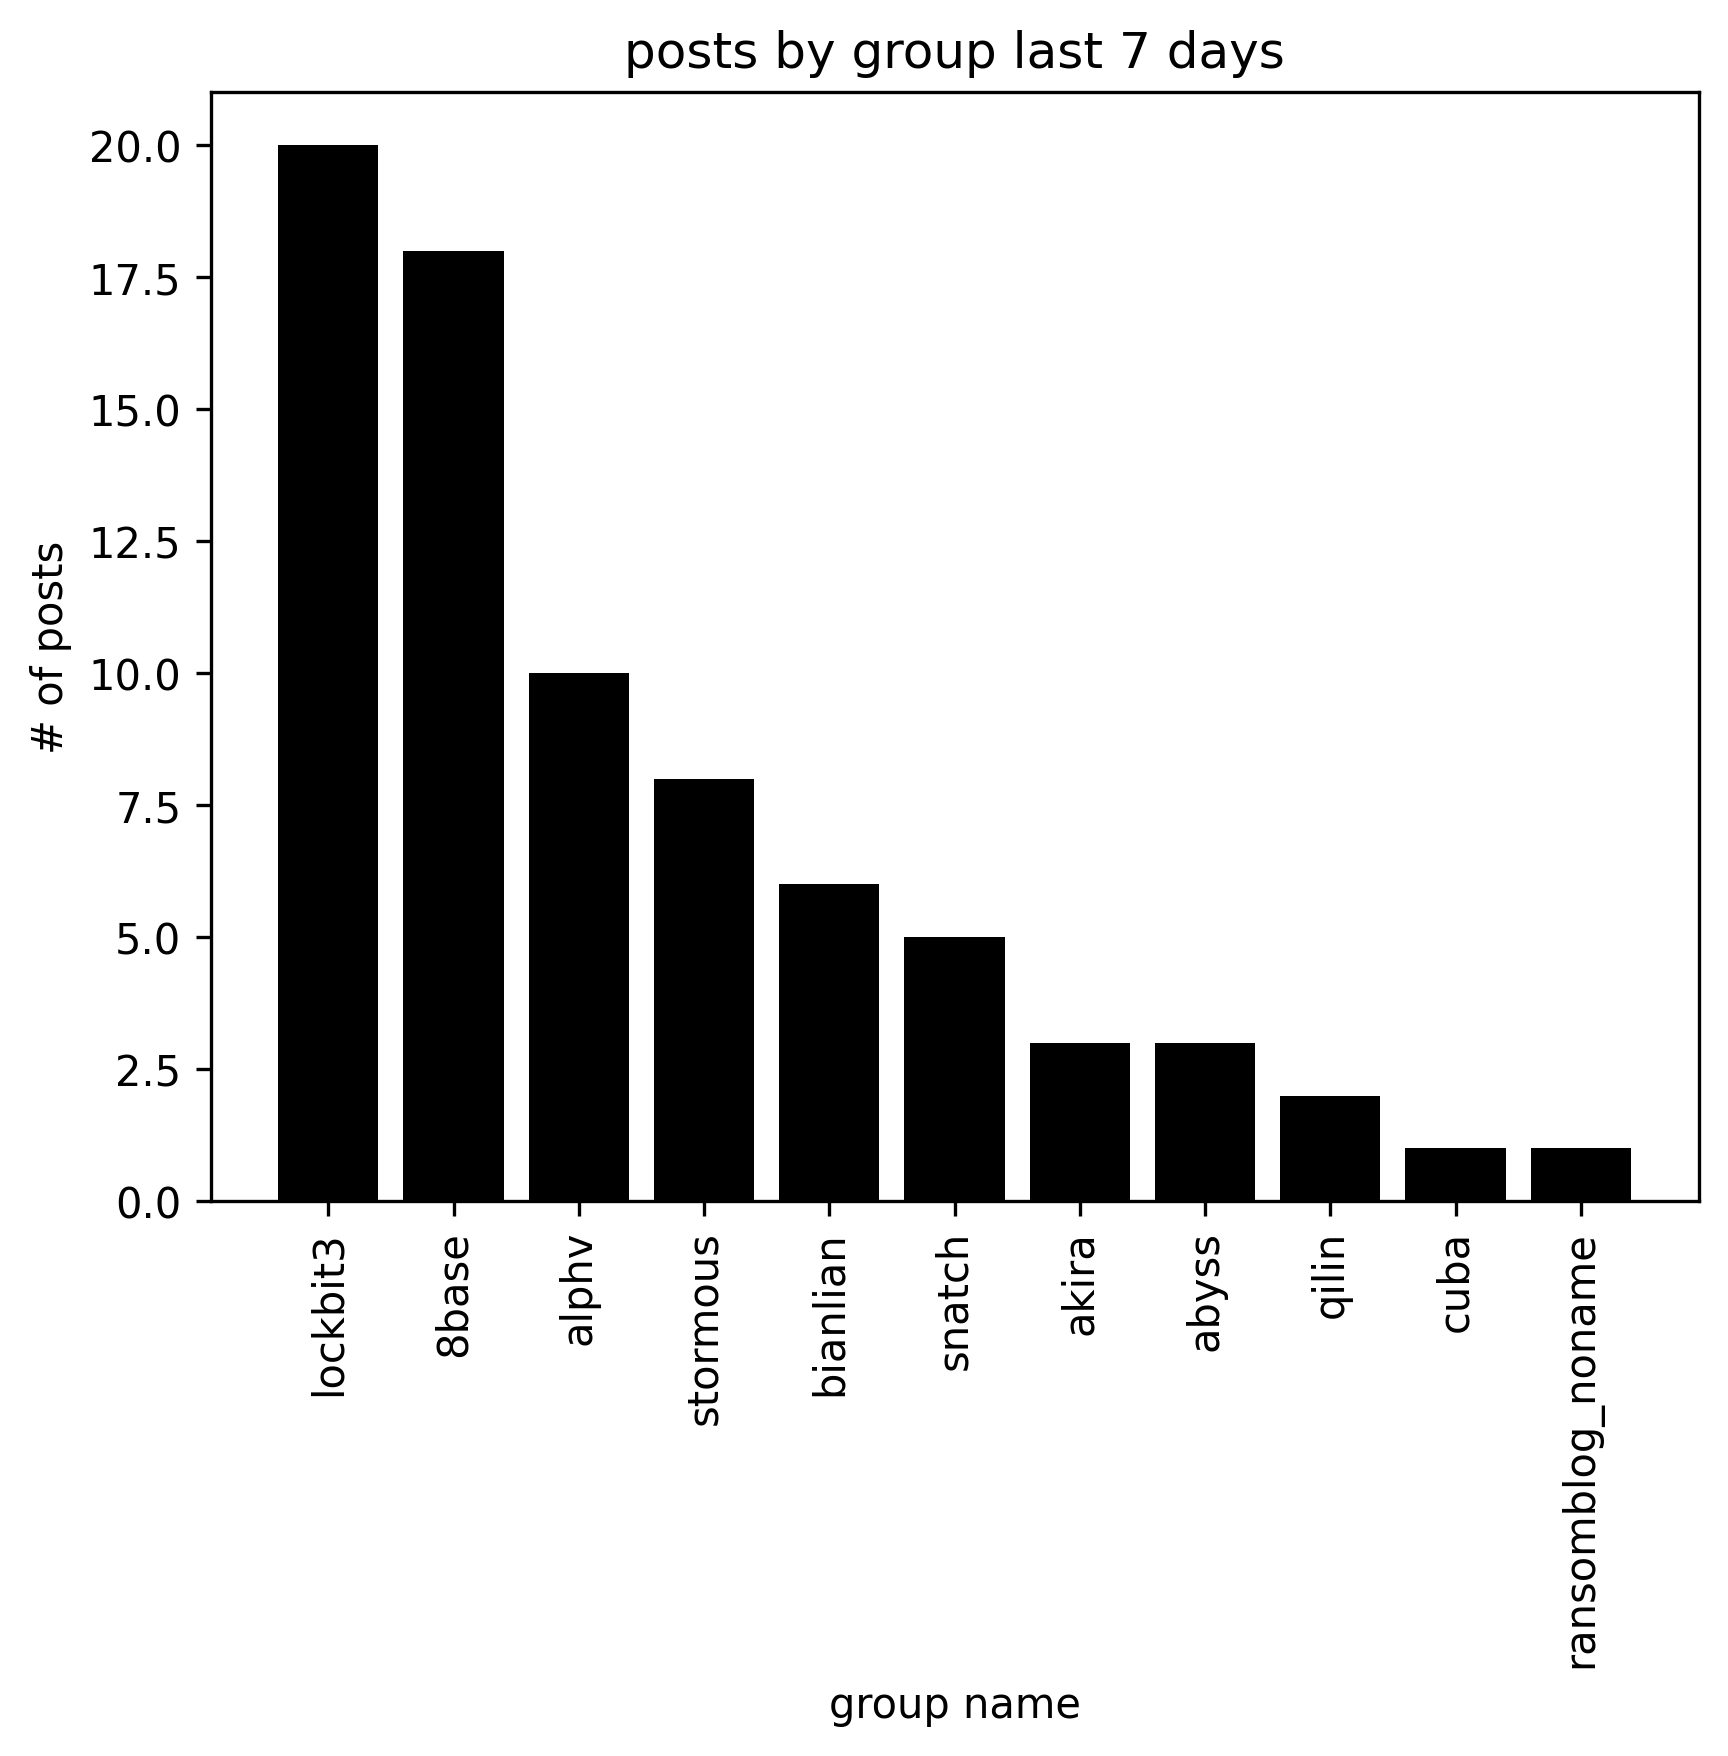 posts by group last 7 days
20.0
17.5
15.0
12.5
10.0
7.5
5.0
2.5
0.0
# of posts
lockbit3
8base
alphv
stormous
bianlian
snatch
akira
abyss
qilin
cuba
ransomblog_noname
group name